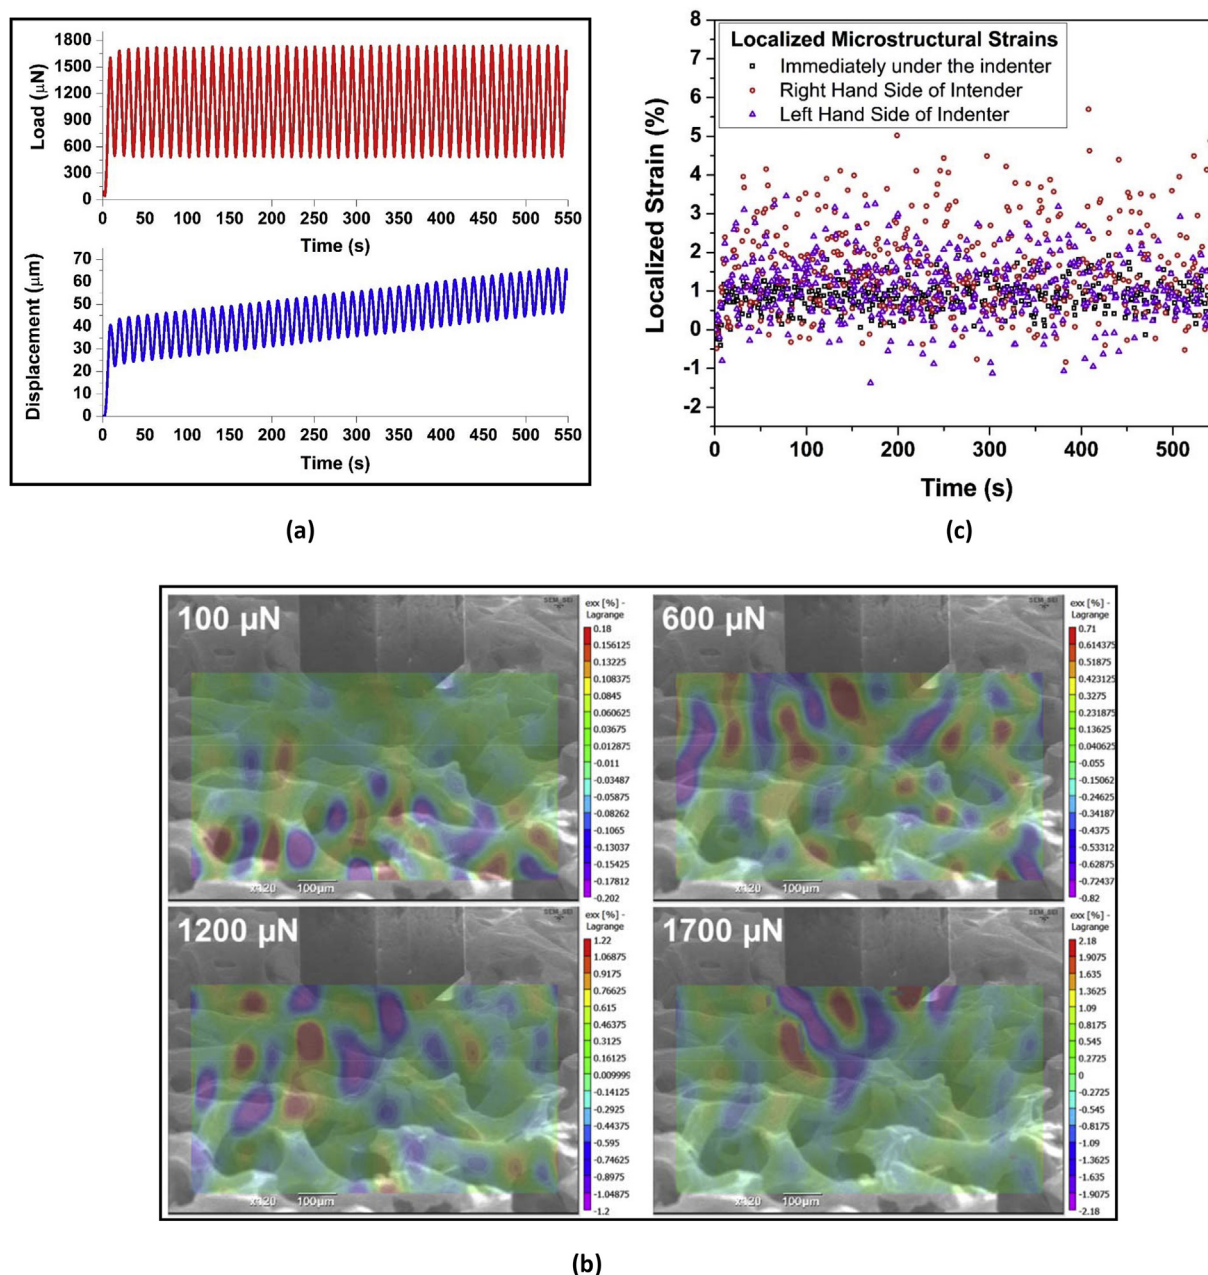 1800
1500
1200
900
600
300
0
Load (µN)
0 50 100 150 200 250 300 350 400 450 500 550
Time (s)
70
60
50
40
30
20
10
0
Displacement (µm)
0 50 100 150 200 250 300 350 400 450 500 550
Time (s)
(a)
8
7
6
5
4
3
2
1
0
-1
-2
Localized Strain (%)
Localized Microstructural Strains
Immediately under the indenter
Right Hand Side of Intender
Left Hand Side of Indenter
0 100 200 300 400 500
Time (s)
(c)
100 µN
SEM_SEI
x120 100µm
exx [%] -
Lagrange
0.18
0.156125
0.13225
0.108375
0.0845
0.060625
0.03675
0.012875
-0.011
-0.03487
-0.05875
-0.08262
-0.1065
-0.13037
-0.15425
-0.17812
-0.202
600 µN
SEM_SEI
x120 100µm
exx [%] -
Lagrange
0.71
0.614375
0.51875
0.423125
0.3275
0.231875
0.13625
0.040625
-0.055
-0.15062
-0.24625
-0.34187
-0.4375
-0.53312
-0.62875
-0.72437
-0.82
1200 µN
SEM_SEI
x120 100µm
exx [%] -
Lagrange
1.22
1.06875
0.9175
0.76625
0.615
0.46375
0.3125
0.16125
0.009999
-0.14125
-0.2925
-0.44375
-0.595
-0.74625
-0.8975
-1.04875
-1.2
1700 µN
SEM_SEI
x120 100µm
exx [%] -
Lagrange
2.18
1.9075
1.635
1.3625
1.09
0.8175
0.545
0.2725
0
-0.2725
-0.545
-0.8175
-1.09
-1.3625
-1.635
-1.9075
-2.18
(b)